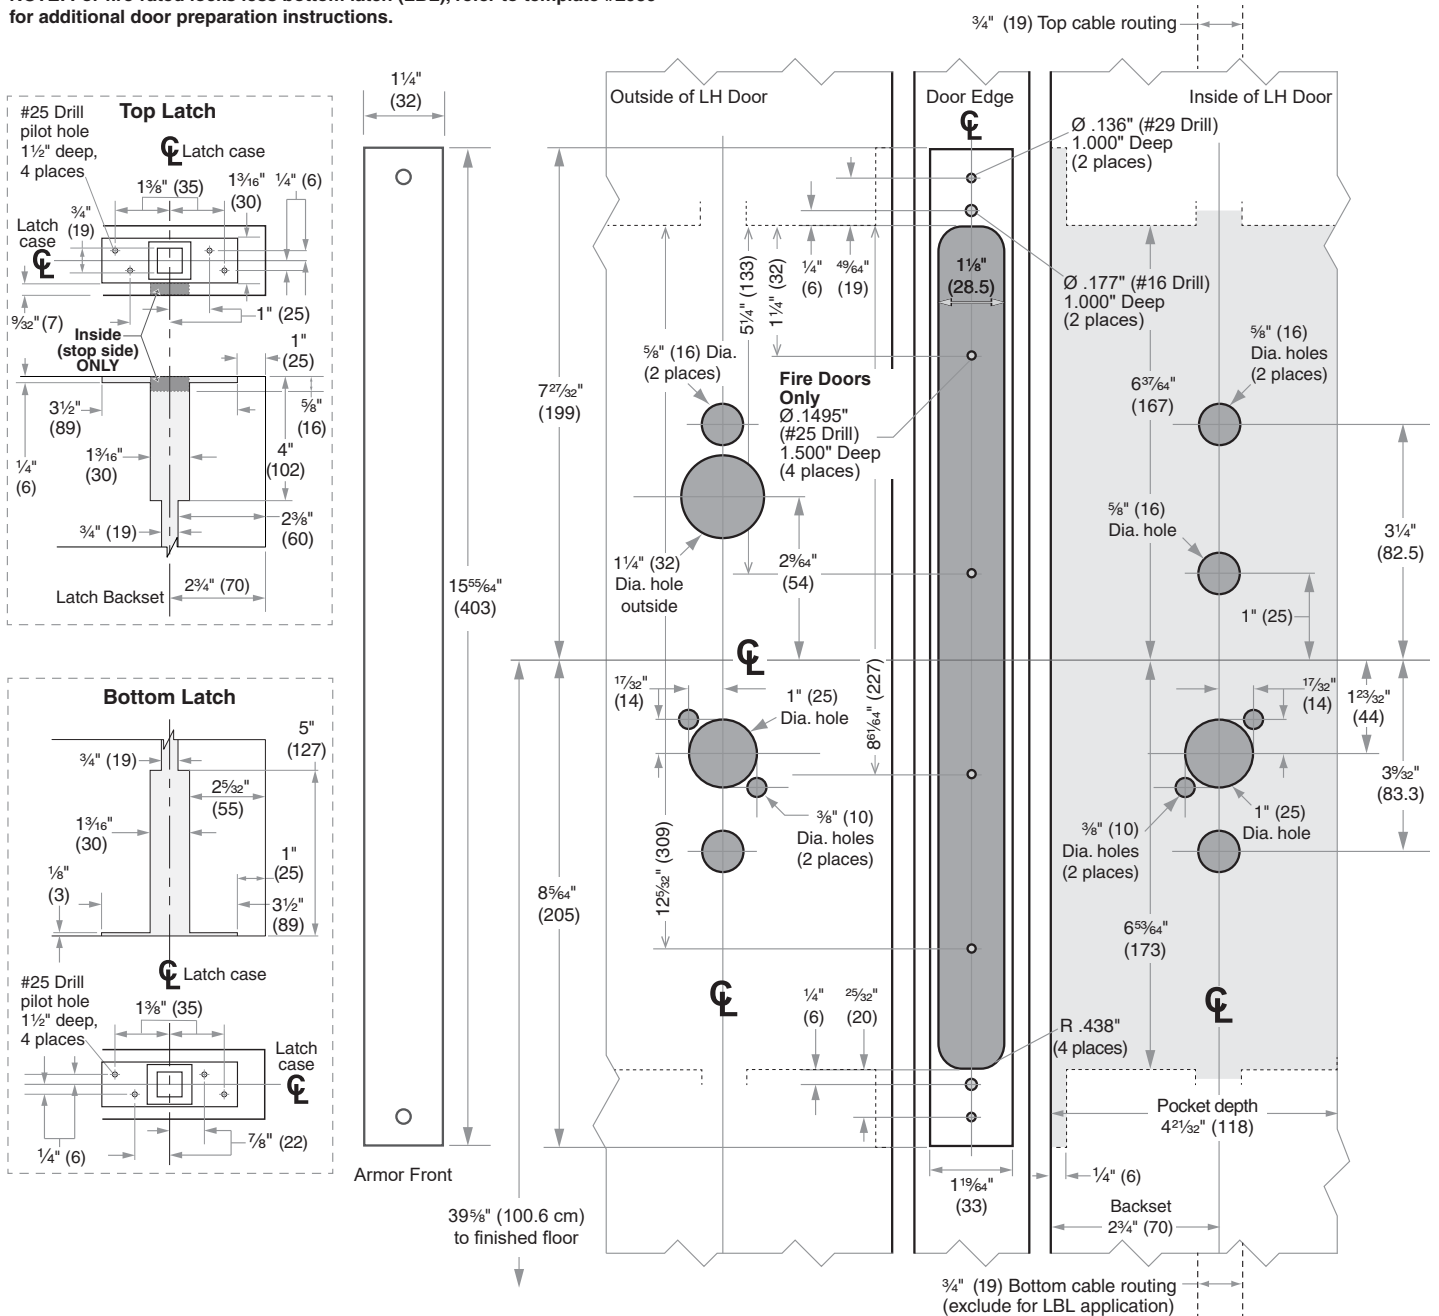 for additional door preparation instructions.
¾" (19) Top cable routing
Top Latch
#25 Drill
pilot hole
1½" deep,
4 places
CL Latch case
1⅜" (35)
1³⁄₁₆"
(30)
¼" (6)
¾"
(19)
Latch
case
CL
⁹⁄₃₂" (7)
1" (25)
Inside
(stop side)
ONLY
1"
(25)
3½"
(89)
⅝"
(16)
¼"
(6)
1³⁄₁₆"
(30)
4"
(102)
¾" (19)
2⅜"
(60)
Latch Backset
2¾" (70)
Bottom Latch
¾" (19)
5"
(127)
2⁵⁄₃₂"
(55)
1³⁄₁₆"
(30)
1"
(25)
⅛"
(3)
3½"
(89)
CL Latch case
#25 Drill
pilot hole
1½" deep,
4 places
1⅜" (35)
Latch
case
CL
⅞" (22)
¼" (6)
1¼"
(32)
15⁵⁵⁄₆₄"
(403)
Armor Front
39⅝" (100.6 cm)
to finished floor
7²⁷⁄₃₂"
(199)
8⁵⁄₆₄"
(205)
Outside of LH Door
5¼" (133)
1¼" (32)
¼"
(6)
⁴⁹⁄₆₄"
(19)
⅝" (16) Dia.
(2 places)
Fire Doors
Only
Ø .1495"
(#25 Drill)
1.500" Deep
(4 places)
1¼" (32)
Dia. hole
outside
2⁹⁄₆₄"
(54)
CL
¹⁷⁄₃₂"
(14)
1" (25)
Dia. hole
8⁶¹⁄₆₄" (227)
⅜" (10)
Dia. holes
(2 places)
12⁵⁄₃₂" (309)
CL
¼"
(6)
²⁵⁄₃₂"
(20)
Door Edge
CL
1⅛"
(28.5)
1¹⁹⁄₆₄"
(33)
Inside of LH Door
Ø .136" (#29 Drill)
1.000" Deep
(2 places)
Ø .177" (#16 Drill)
1.000" Deep
(2 places)
⅝" (16)
Dia. holes
(2 places)
6³⁷⁄₆₄"
(167)
⅝" (16)
Dia. hole
3¼"
(82.5)
1" (25)
¹⁷⁄₃₂"
(14)
1²³⁄₃₂"
(44)
3⁹⁄₃₂"
(83.3)
1" (25)
Dia. hole
⅜" (10)
Dia. holes
(2 places)
6⁵³⁄₆₄"
(173)
CL
R .438"
(4 places)
Pocket depth
4²¹⁄₃₂" (118)
¼" (6)
Backset
2¾" (70)
¾" (19) Bottom cable routing
(exclude for LBL application)